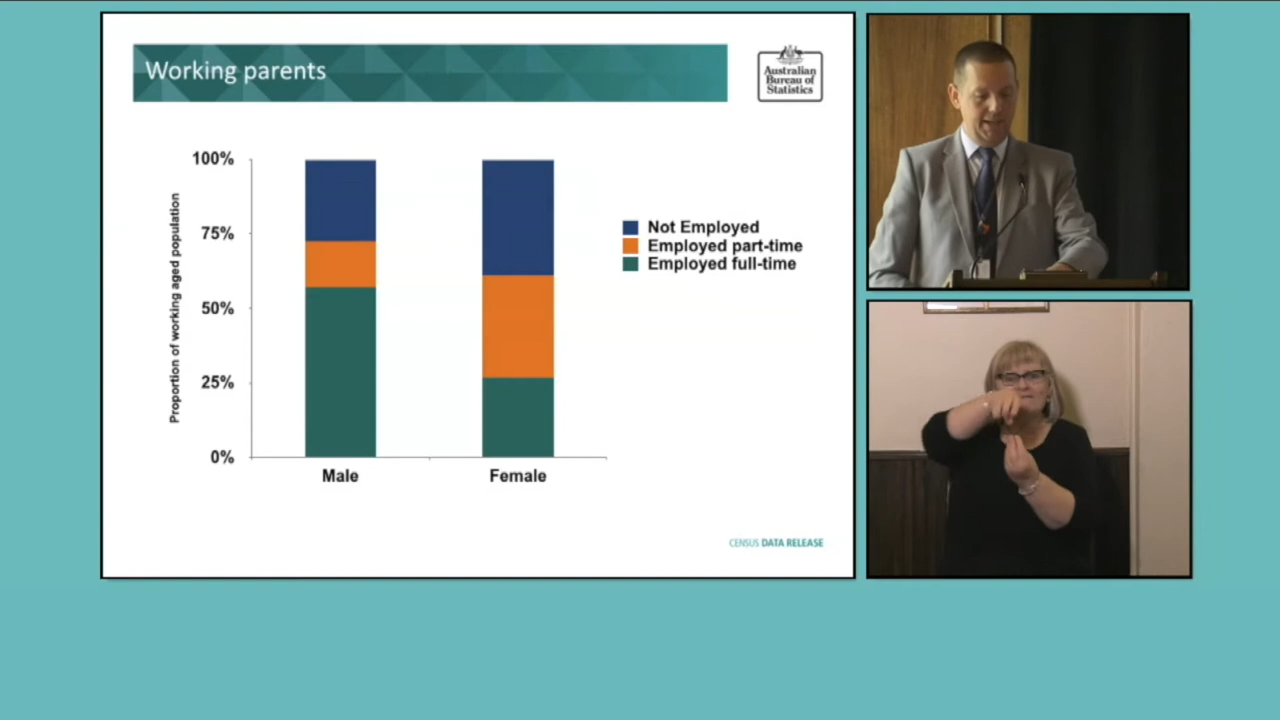 Working parents
Australian
Bureau of
Statistics
Proportion of working aged population
100%
75%
50%
25%
0%
Male
Female
Not Employed
Employed part-time
Employed full-time
CENSUS DATA RELEASE